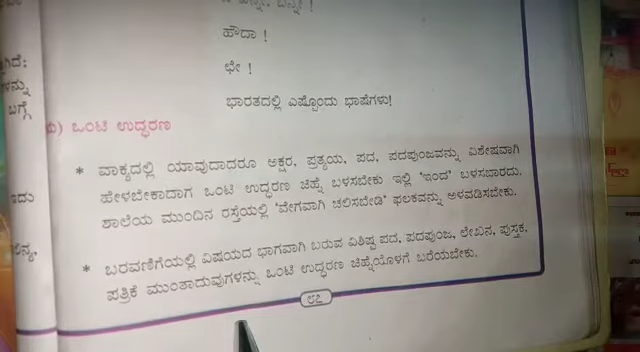 ಹೌದಾ !
ಛೇ !
ಭಾರತದಲ್ಲಿ ಎಷ್ಟೊಂದು ಭಾಷೆಗಳು!
ಒಂಟಿ ಉದ್ಧರಣ
* ವಾಕ್ಯದಲ್ಲಿ ಯಾವುದಾದರೂ ಅಕ್ಷರ, ಪ್ರತ್ಯಯ, ಪದ, ಪದಪುಂಜವನ್ನು ವಿಶೇಷವಾಗಿ
ಹೇಳಬೇಕಾದಾಗ ಒಂಟಿ ಉದ್ಧರಣ ಚಿಹ್ನೆ ಬಳಸಬೇಕು ಇಲ್ಲಿ 'ಇಂದ' ಬಳಸಬಾರದು.
ಶಾಲೆಯ ಮುಂದಿನ ರಸ್ತೆಯಲ್ಲಿ 'ವೇಗವಾಗಿ ಚಲಿಸಬೇಡಿ' ಫಲಕವನ್ನು ಅಳವಡಿಸಬೇಕು.
* ಬರವಣಿಗೆಯಲ್ಲಿ ವಿಷಯದ ಭಾಗವಾಗಿ ಬರುವ ವಿಶಿಷ್ಟ ಪದ, ಪದಪುಂಜ, ಲೇಖನ, ಪುಸ್ತಕ,
ಪತ್ರಿಕೆ ಮುಂತಾದುವುಗಳನ್ನು ಒಂಟಿ ಉದ್ಧರಣ ಚಿಹ್ನೆಯೊಳಗೆ ಬರೆಯಬೇಕು.
೮೭